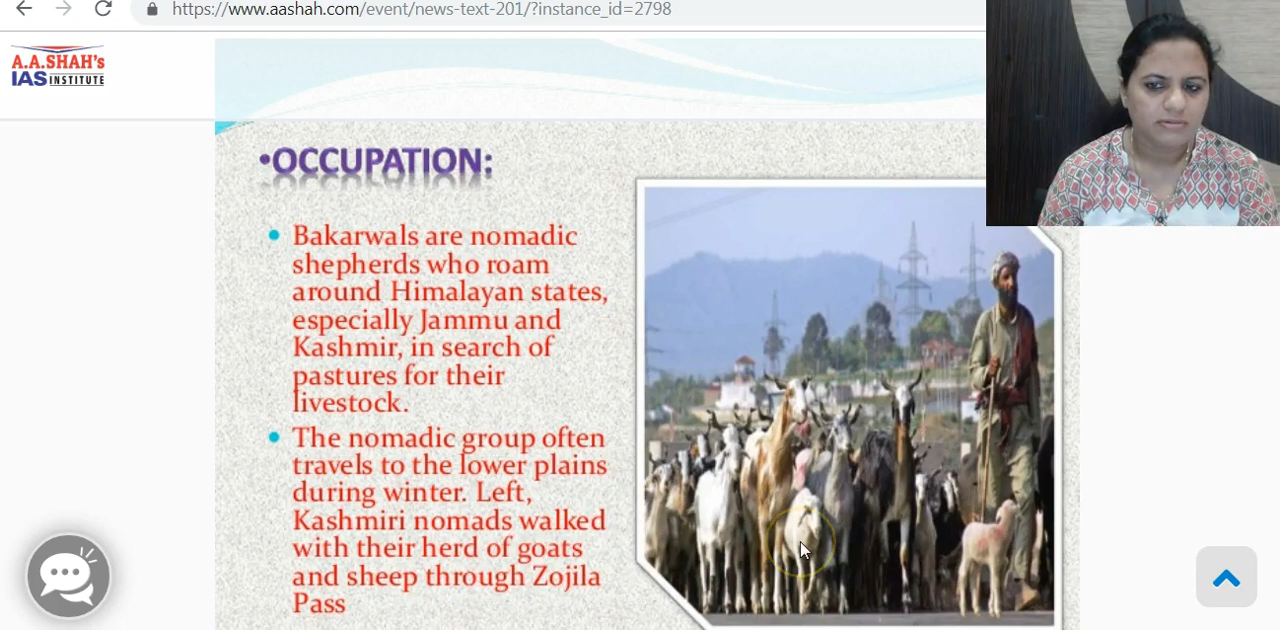 https://www.aashah.com/event/news-text-201/?instance_id=2798
A.A.SHAH's
IAS INSTITUTE
•OCCUPATION:
• Bakarwals are nomadic
shepherds who roam
around Himalayan states,
especially Jammu and
Kashmir, in search of
pastures for their
livestock.
• The nomadic group often
travels to the lower plains
during winter. Left,
Kashmiri nomads walked
with their herd of goats
and sheep through Zojila
Pass